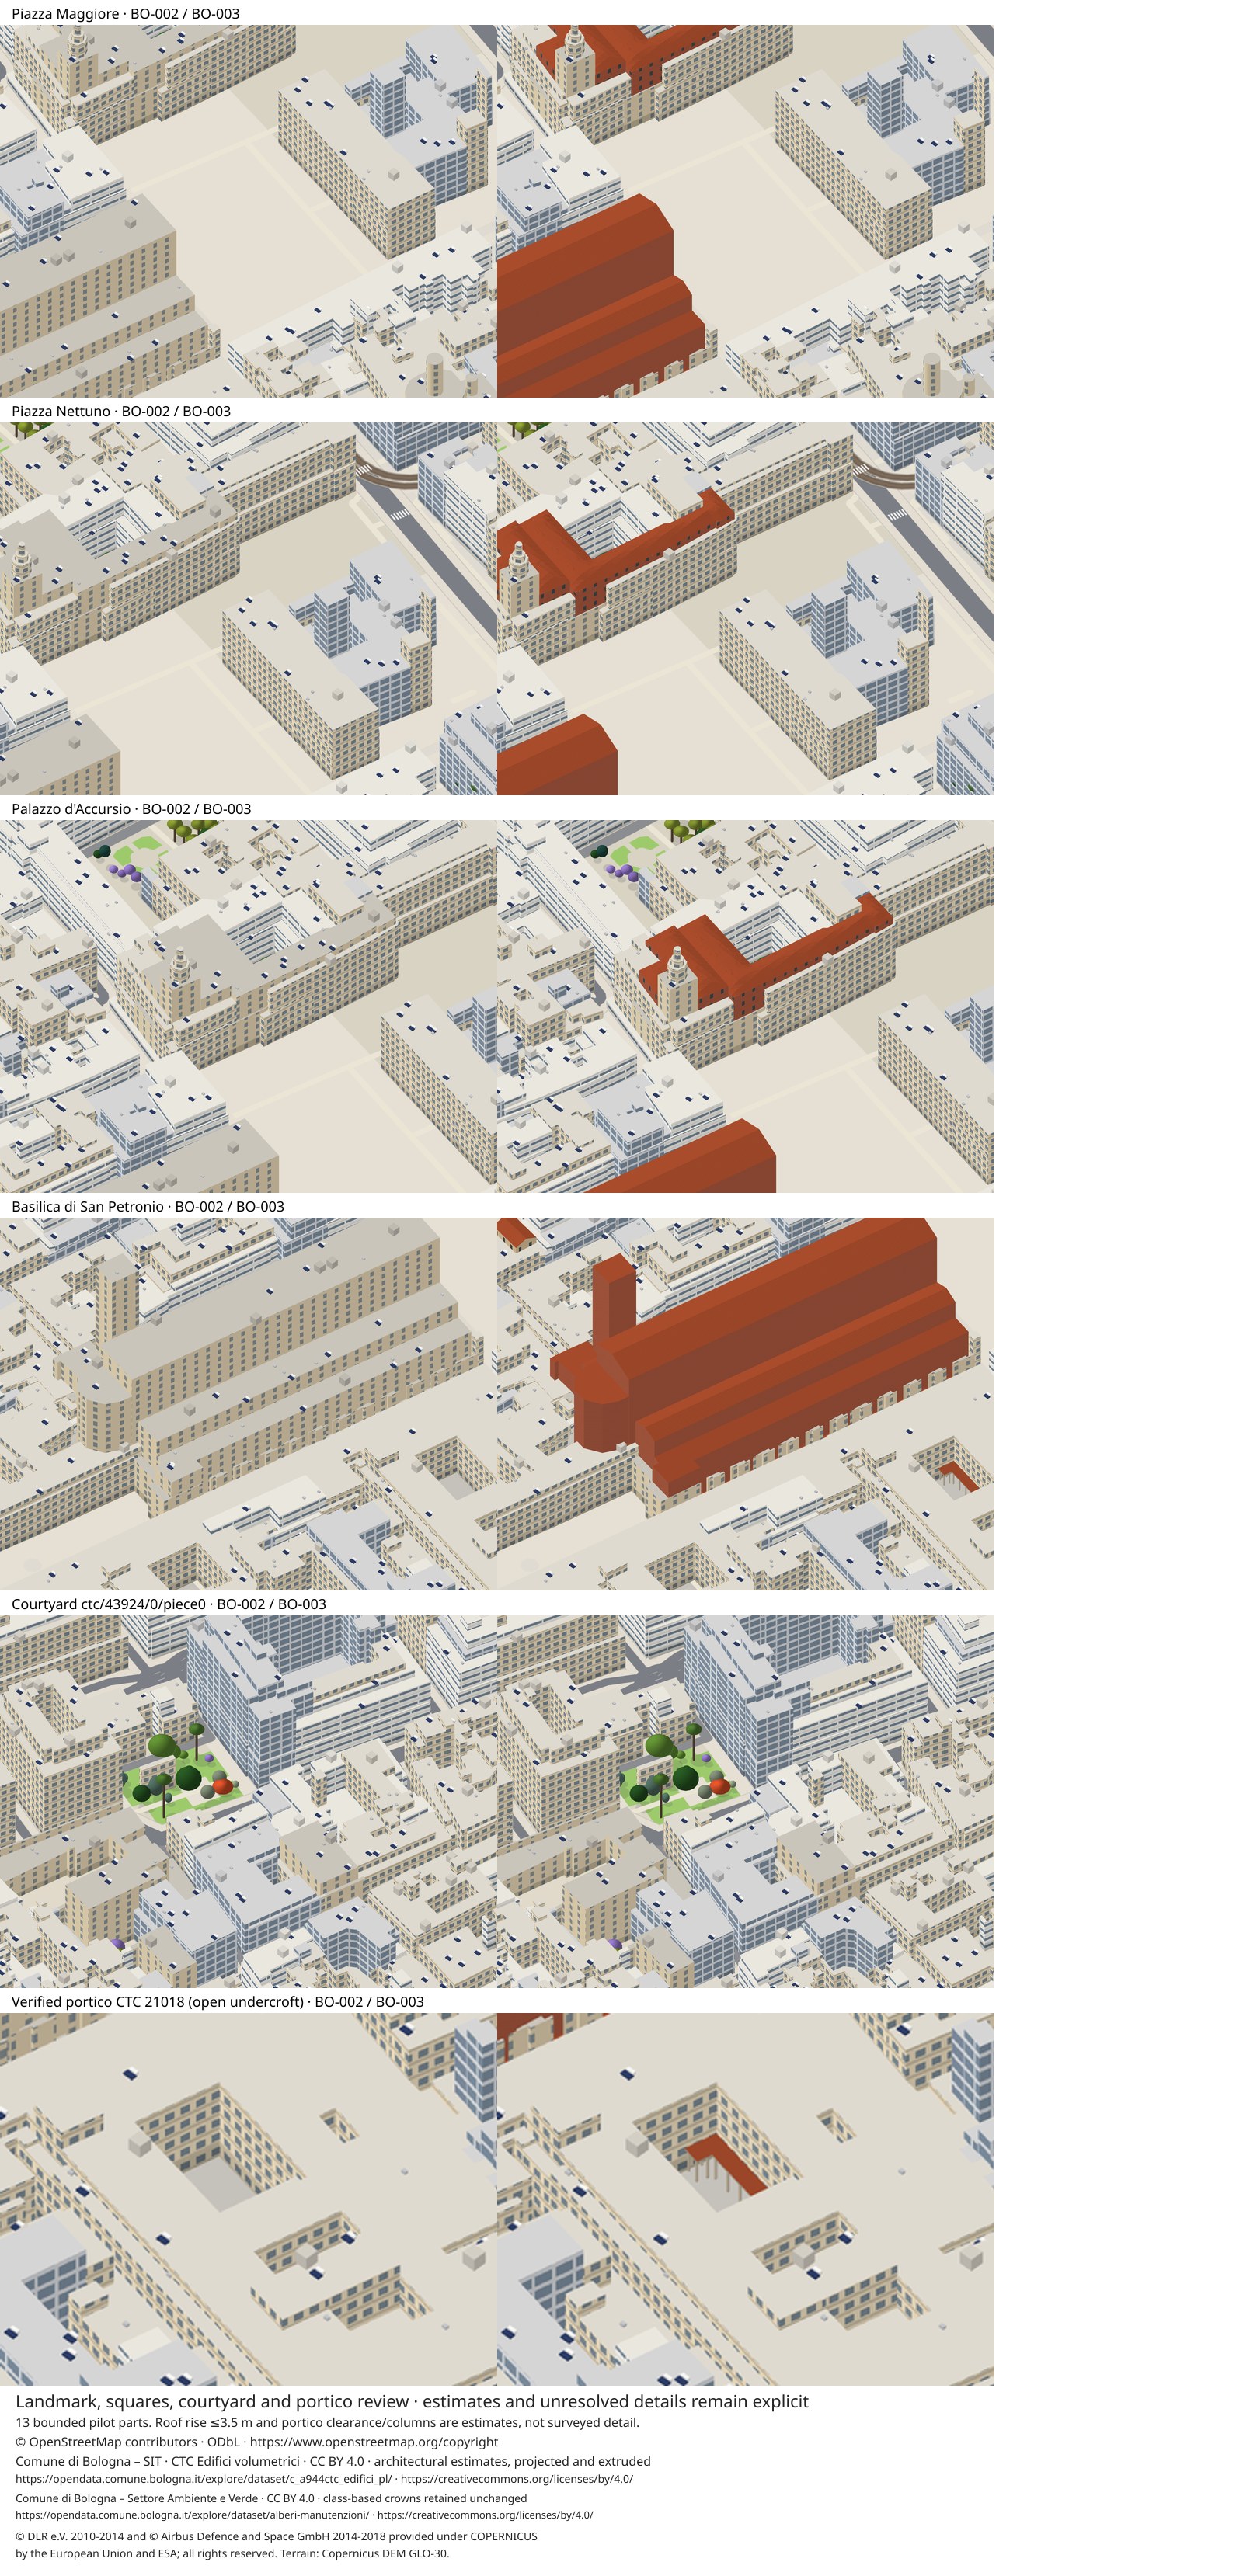 Piazza Maggiore · BO-002 / BO-003
Piazza Nettuno · BO-002 / BO-003
Palazzo d'Accursio · BO-002 / BO-003
Basilica di San Petronio · BO-002 / BO-003
Courtyard ctc/43924/0/piece0 · BO-002 / BO-003
Verified portico CTC 21018 (open undercroft) · BO-002 / BO-003
Landmark, squares, courtyard and portico review · estimates and unresolved details remain explicit
13 bounded pilot parts. Roof rise ≤3.5 m and portico clearance/columns are estimates, not surveyed detail.
© OpenStreetMap contributors · ODbL · https://www.openstreetmap.org/copyright
Comune di Bologna – SIT · CTC Edifici volumetrici · CC BY 4.0 · architectural estimates, projected and extruded
https://opendata.comune.bologna.it/explore/dataset/c_a944ctc_edifici_pl/ · https://creativecommons.org/licenses/by/4.0/
Comune di Bologna – Settore Ambiente e Verde · CC BY 4.0 · class-based crowns retained unchanged
https://opendata.comune.bologna.it/explore/dataset/alberi-manutenzioni/ · https://creativecommons.org/licenses/by/4.0/
© DLR e.V. 2010-2014 and © Airbus Defence and Space GmbH 2014-2018 provided under COPERNICUS
by the European Union and ESA; all rights reserved. Terrain: Copernicus DEM GLO-30.